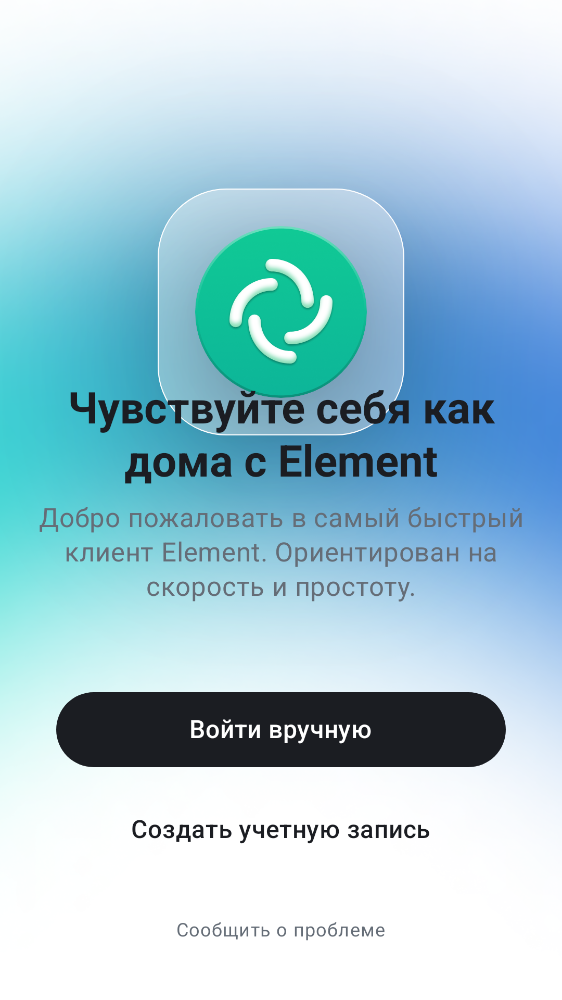 Чувствуйте себя как
дома с Element
Добро пожаловать в самый быстрый
клиент Element. Ориентирован на
скорость и простоту.
Войти вручную
Создать учетную запись
Сообщить о проблеме